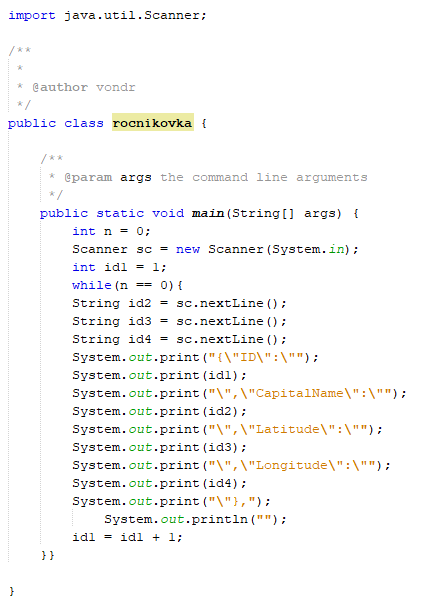 import java.util.Scanner;
/**
*
* @author vondr
*/
public class rocnikovka {
/**
* @param args the command line arguments
*/
public static void main(String[] args) {
int n = 0;
Scanner sc = new Scanner(System.in);
int id1 = 1;
while(n == 0){
String id2 = sc.nextLine();
String id3 = sc.nextLine();
String id4 = sc.nextLine();
System.out.print("{\"ID\":\"");
System.out.print(id1);
System.out.print("\",\"CapitalName\":\"");
System.out.print(id2);
System.out.print("\",\"Latitude\":\"");
System.out.print(id3);
System.out.print("\",\"Longitude\":\"");
System.out.print(id4);
System.out.print("\"},");
System.out.println("");
id1 = id1 + 1;
}}
}